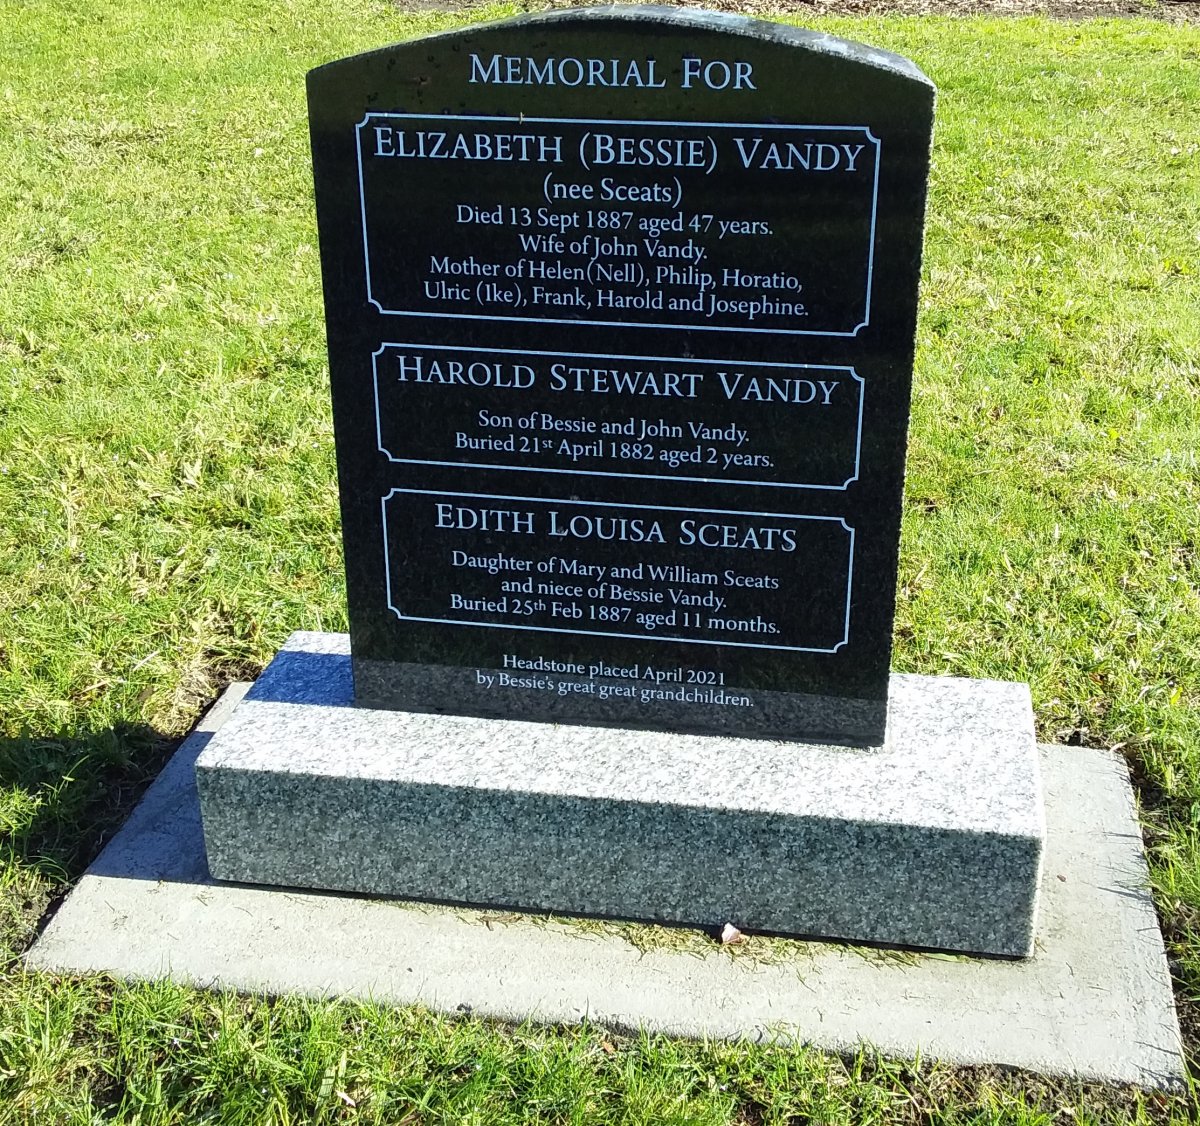 MEMORIAL FOR
ELIZABETH (BESSIE) VANDY
(nee Sceats)
Died 13 Sept 1887 aged 47 years.
Wife of John Vandy.
Mother of Helen(Nell), Philip, Horatio,
Ulric (Ike), Frank, Harold and Josephine.
HAROLD STEWART VANDY
Son of Bessie and John Vandy.
Buried 21st April 1882 aged 2 years.
EDITH LOUISA SCEATS
Daughter of Mary and William Sceats
and niece of Bessie Vandy.
Buried 25th Feb 1887 aged 11 months.
Headstone placed April 2021
by Bessie's great great grandchildren.